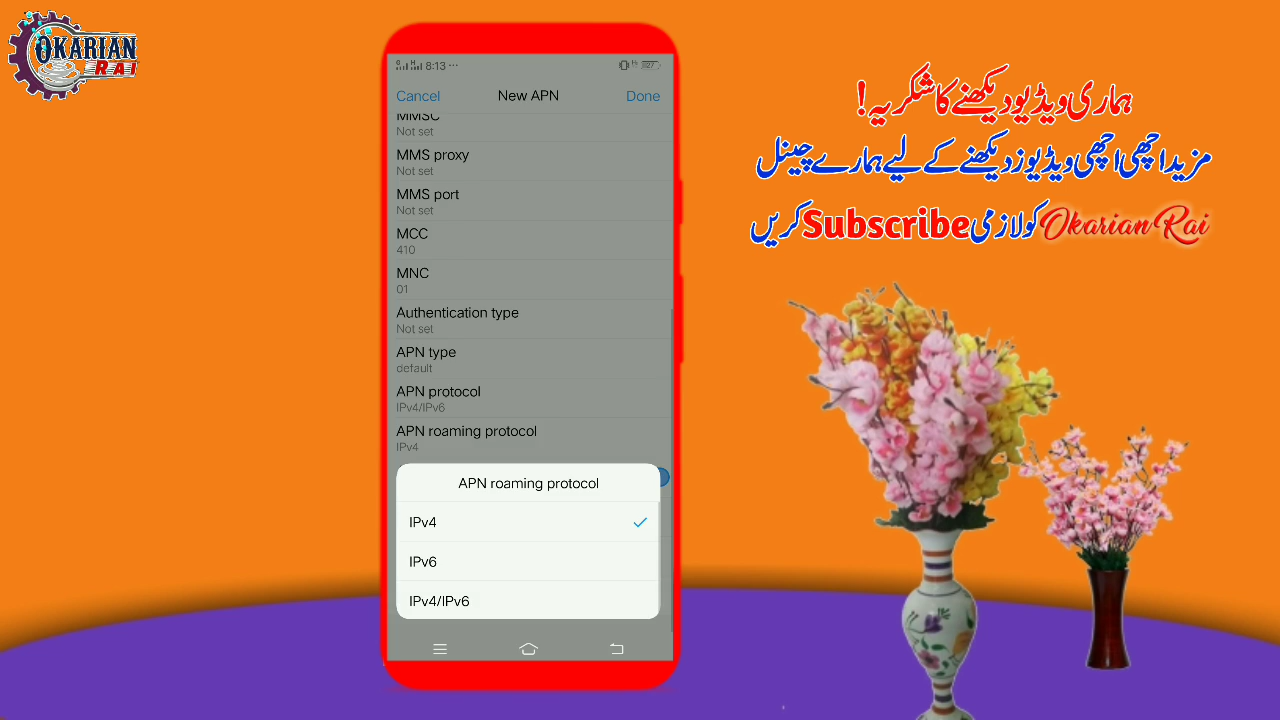 OKARIAN
RAI
8:13 ...
27
Cancel
New APN
Done
MMSC
Not set
MMS proxy
Not set
MMS port
Not set
MCC
410
MNC
01
Authentication type
Not set
APN type
default
APN protocol
IPv4/IPv6
APN roaming protocol
IPv4
APN roaming protocol
IPv4
IPv6
IPv4/IPv6
ہماری ویڈیو دیکھنے کا شکریہ!
مزید اچھی اچھی ویڈیوز دیکھنے کے لیے ہمارے چینل
Okarian Rai کو لازمی Subscribe کریں